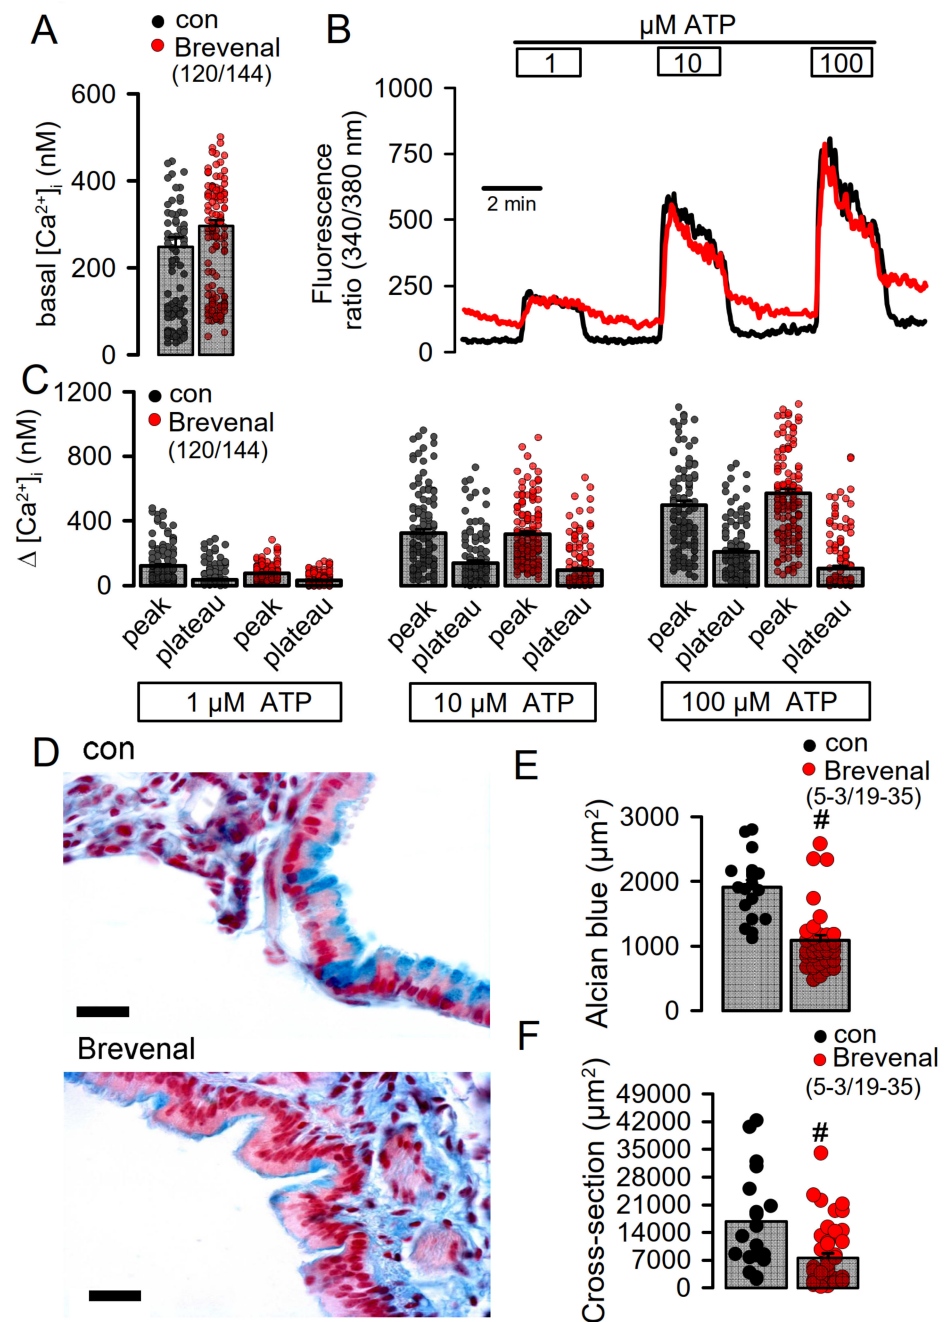 A
con
Brevenal
(120/144)
600
400
200
0
basal [Ca²⁺]ᵢ (nM)
B
µM ATP
1
10
100
1000
750
500
250
0
Fluorescence
ratio (340/380 nm)
2 min
C
con
Brevenal
(120/144)
1200
800
400
0
Δ [Ca²⁺]ᵢ (nM)
peak
plateau
peak
plateau
peak
plateau
peak
plateau
peak
plateau
peak
plateau
1 µM ATP
10 µM ATP
100 µM ATP
D
con
Brevenal
E
con
Brevenal
(5-3/19-35)
#
3000
2000
1000
0
Alcian blue (µm²)
F
con
Brevenal
(5-3/19-35)
#
49000
42000
35000
28000
21000
14000
7000
0
Cross-section (µm²)